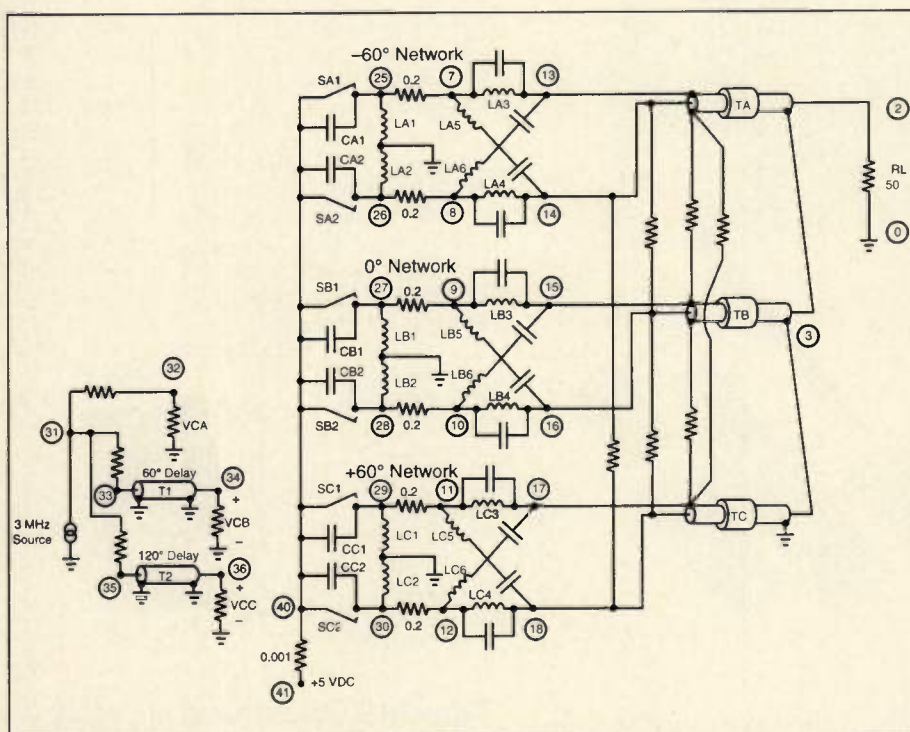 –60° Network
SA1
25
0.2
7
13
LA3
LA1
LA5
CA1
CA2
LA2
LA6
LA4
SA2
26
0.2
8
14
TA
2
RL
50
0
0° Network
SB1
27
0.2
9
15
LB3
LB1
LB5
CB1
CB2
LB2
LB6
LB4
SB2
28
0.2
10
16
TB
3
32
VCA
31
60° Delay
34
T1
33
+
VCB
–
3 MHz
Source
120° Delay
36
T2
35
+
VCC
–
+60° Network
SC1
29
0.2
11
17
LC3
LC1
LC5
CC1
CC2
LC2
LC6
LC4
40
SC2
30
0.2
12
18
TC
0.001
41
+5 VDC